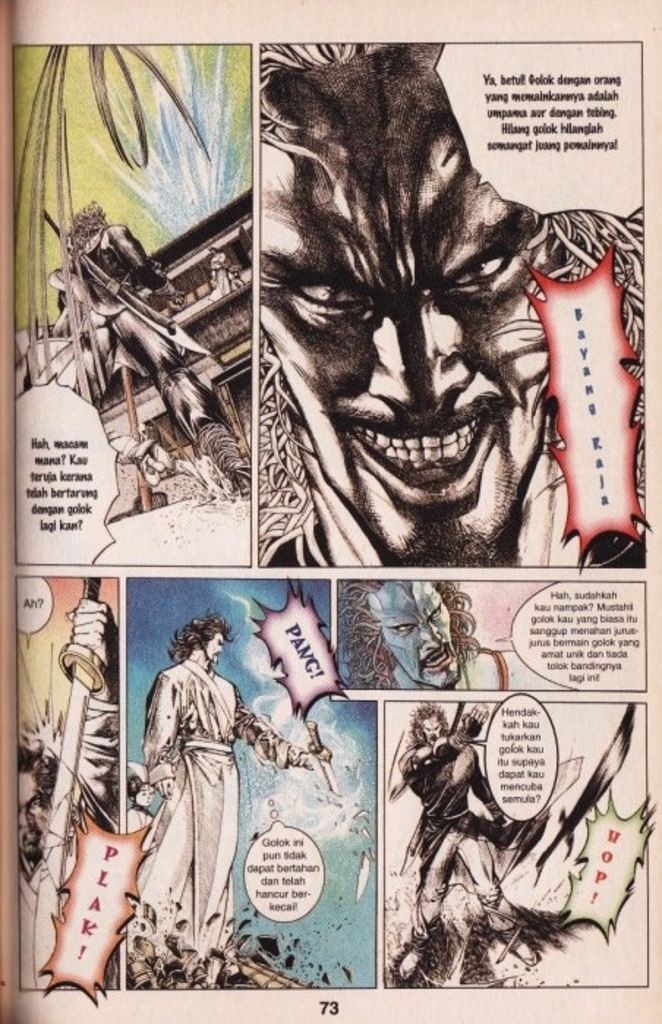 Hah, macam
mana? Kau
teruja kerana
telah bertarung
dengan golok
lagi kan?
Ya, betul! Golok dengan orang
yang memainkannya adalah
umpama aur dengan tebing.
Hilang golok hilanglah
semangat juang pemainnya!
Bayang Raja
Ah?
PLAK!
PANG!
Golok ini
pun tidak
dapat bertahan
dan telah
hancur ber-
kecai!
Hah, sudahkah
kau nampak? Mustahil
golok kau yang biasa itu
sanggup menahan jurus-
jurus bermain golok yang
amat unik dan tiada
tolok bandingnya
lagi ini!
Hendak-
kah kau
tukarkan
golok kau
itu supaya
dapat kau
mencuba
semula?
HOP!
73